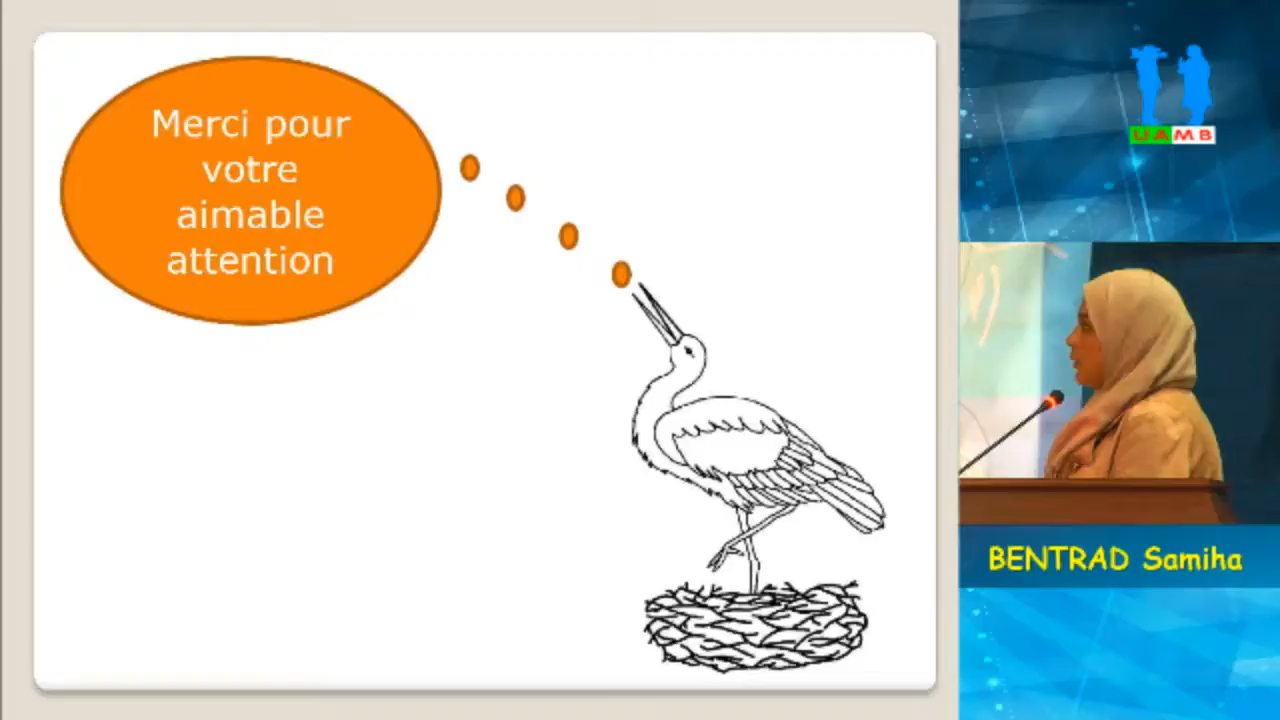 Merci pour
votre
aimable
attention
UAMB
BENTRAD Samiha